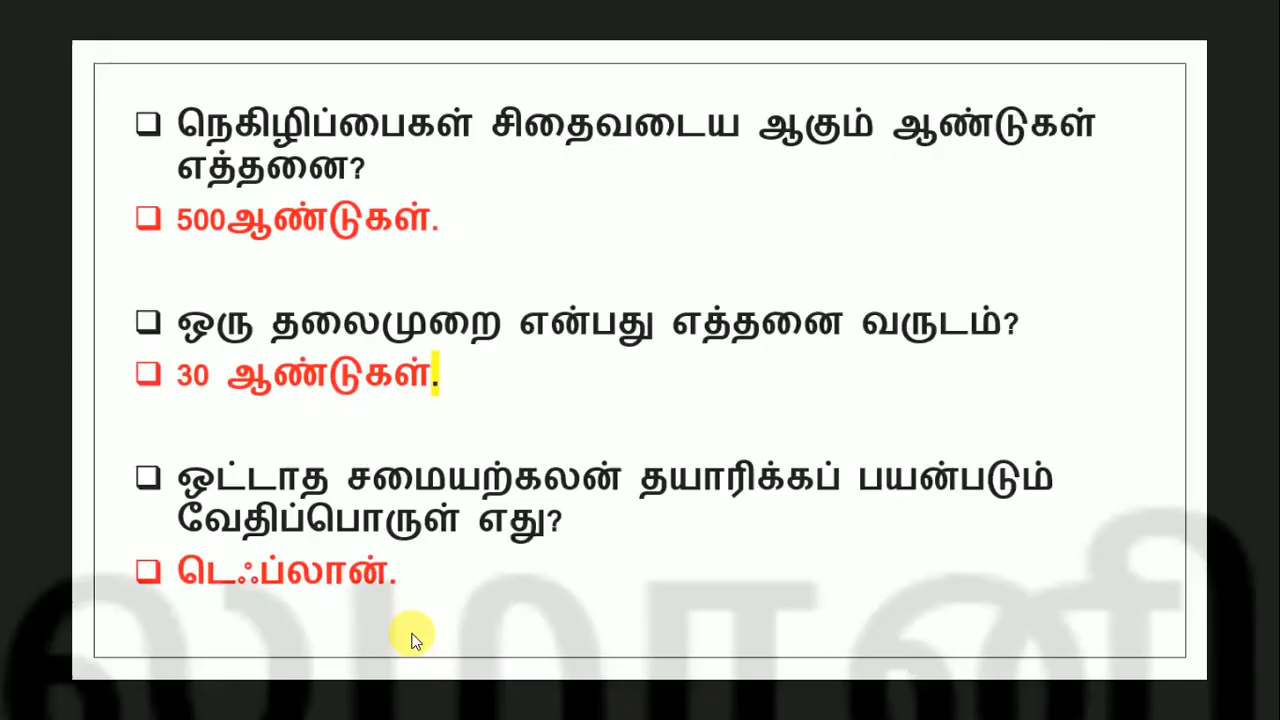 நெகிழிப்பைகள் சிதைவடைய ஆகும் ஆண்டுகள்
எத்தனை?
500ஆண்டுகள்.
ஒரு தலைமுறை என்பது எத்தனை வருடம்?
30 ஆண்டுகள்.
ஒட்டாத சமையற்கலன் தயாரிக்கப் பயன்படும்
வேதிப்பொருள் எது?
டெஃப்லான்.